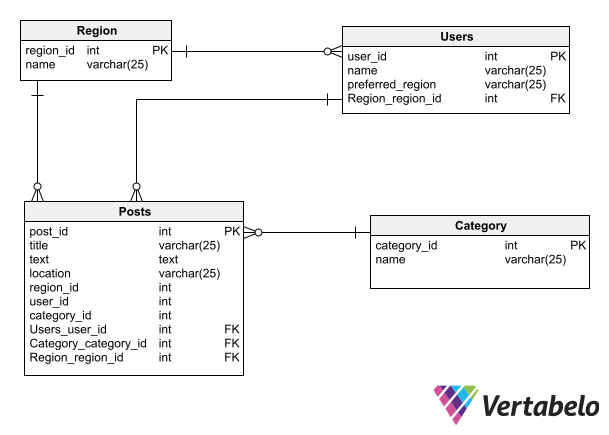 Region
region_id int PK
name varchar(25)
Users
user_id int PK
name varchar(25)
preferred_region varchar(25)
Region_region_id int FK
Posts
post_id int PK
title varchar(25)
text text
location varchar(25)
region_id int
user_id int
category_id int
Users_user_id int FK
Category_category_id int FK
Region_region_id int FK
Category
category_id int PK
name varchar(25)
Vertabelo